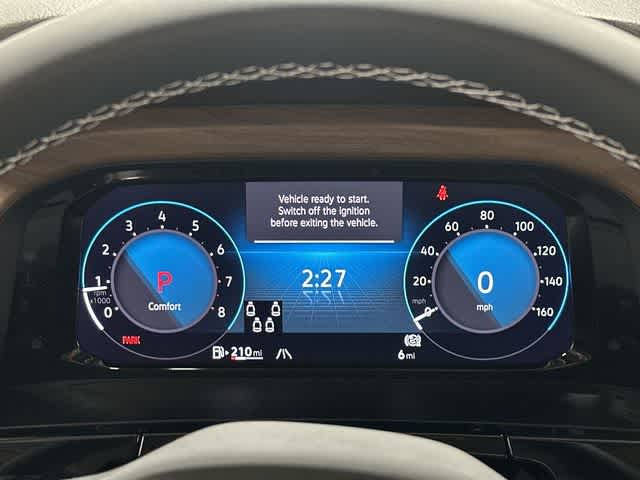 Vehicle ready to start.
Switch off the ignition
before exiting the vehicle.
2:27
0 1 2 3 4 5 6 7 8
rpm
x1000
P
Comfort
PARK
210 mi
0 20 40 60 80 100 120 140 160
mph
0
mph
6 mi